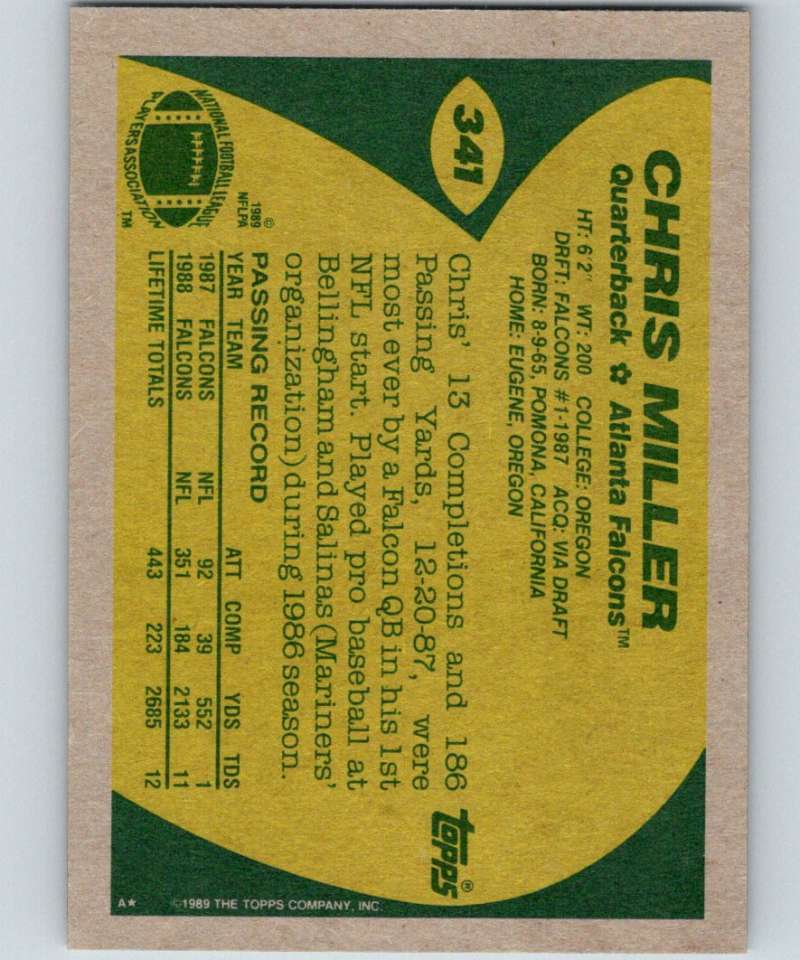 341
CHRIS MILLER
Quarterback ✪ Atlanta Falcons™
HT: 6'2" WT: 200 COLLEGE: OREGON
DRFT: FALCONS #1-1987 ACQ: VIA DRAFT
BORN: 8-9-65, POMONA, CALIFORNIA
HOME: EUGENE, OREGON
Chris' 13 Completions and 186
Passing Yards, 12-20-87, were
most ever by a Falcon QB in his 1st
NFL start. Played pro baseball at
Bellingham and Salinas (Mariners'
organization) during 1986 season.
PASSING RECORD
YEAR TEAM ATT COMP YDS TDS
1987 FALCONS NFL 92 39 552 1
1988 FALCONS NFL 351 184 2133 11
LIFETIME TOTALS 443 223 2685 12
NATIONAL FOOTBALL LEAGUE
PLAYERS ASSOCIATION
TM
©
1989
NFLPA
topps®
A★ ©1989 THE TOPPS COMPANY, INC.